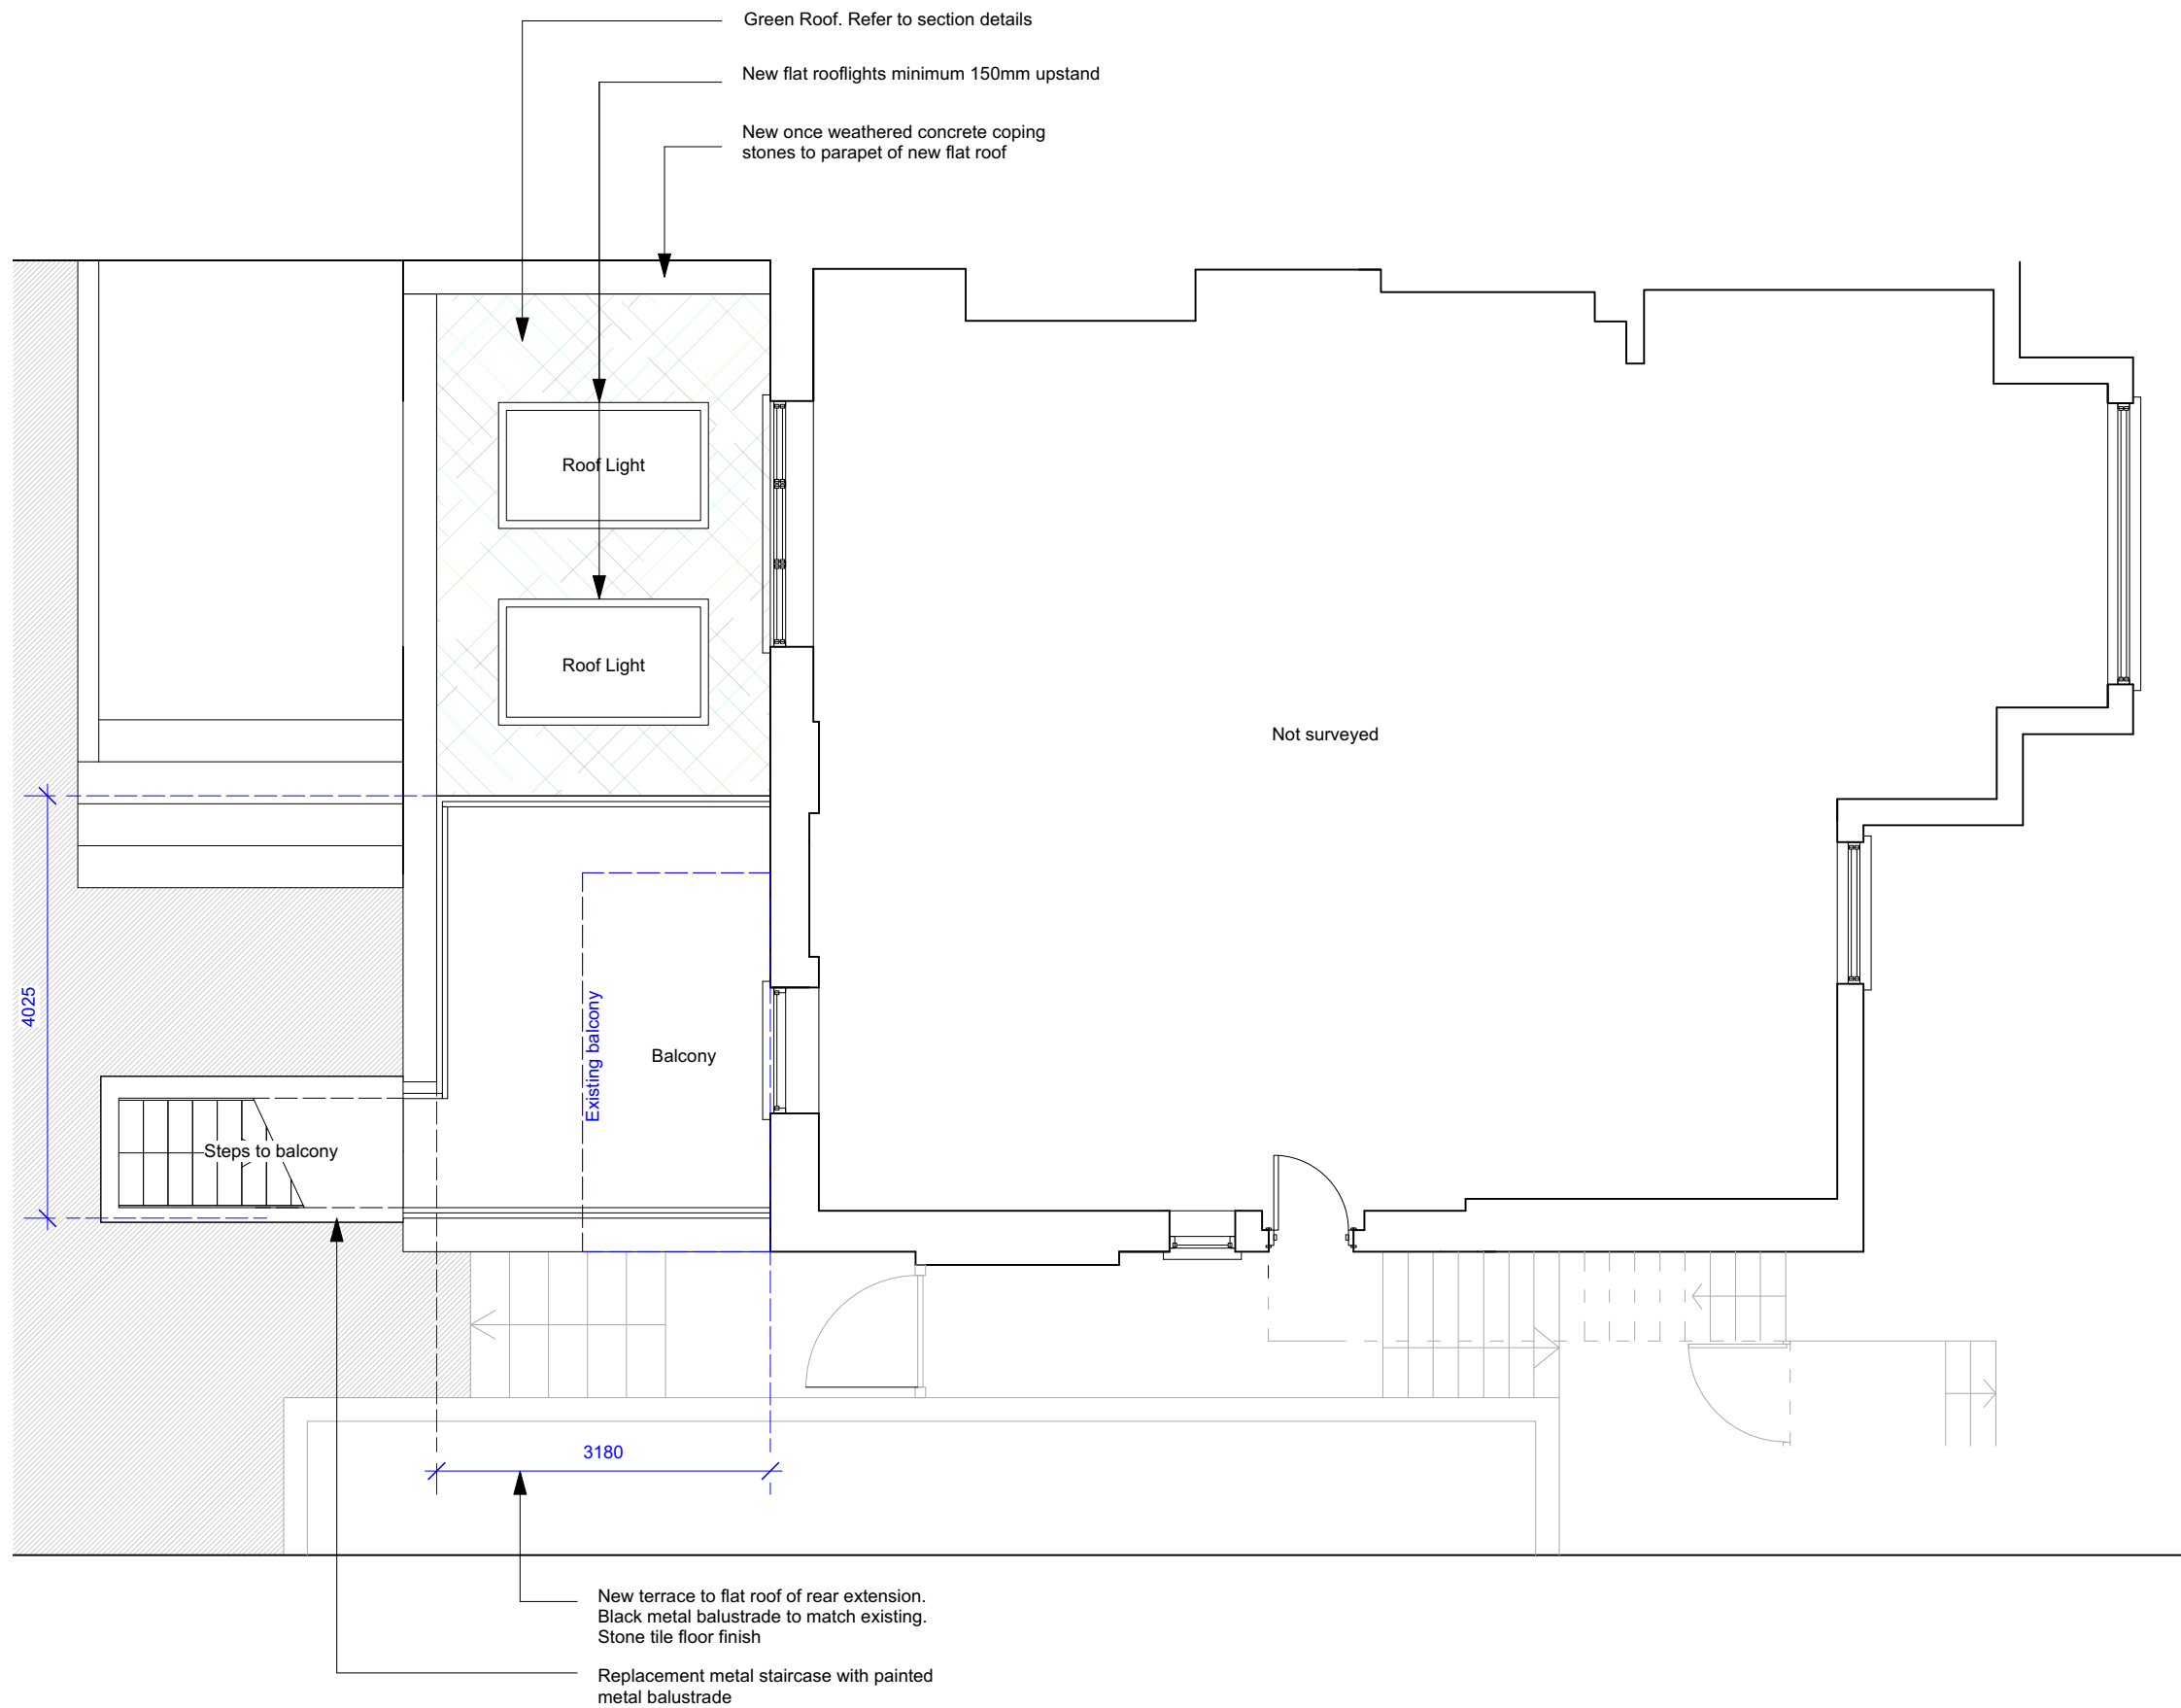 Green Roof. Refer to section details
New flat rooflights minimum 150mm upstand
New once weathered concrete coping
stones to parapet of new flat roof
Roof Light
Roof Light
Not surveyed
4025
Existing balcony
Balcony
Steps to balcony
3180
New terrace to flat roof of rear extension.
Black metal balustrade to match existing.
Stone tile floor finish
Replacement metal staircase with painted
metal balustrade